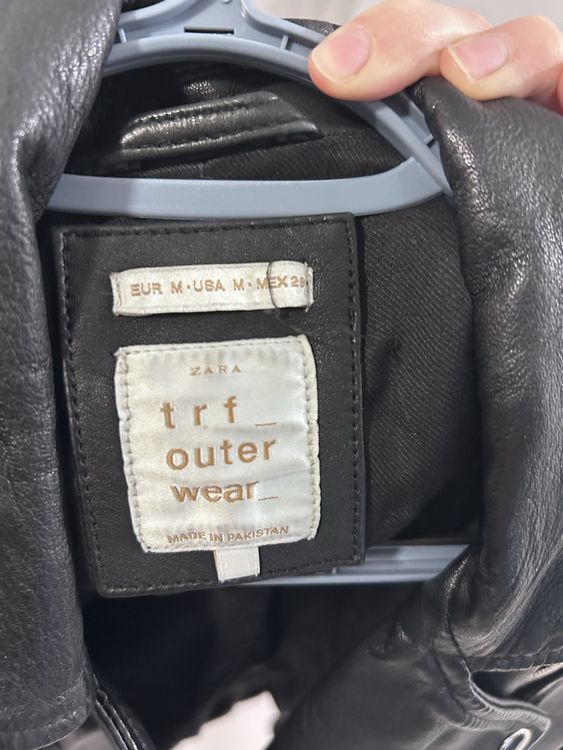 EUR M · USA M · MEX 28
ZARA
trf_
outer
wear_
MADE IN PAKISTAN